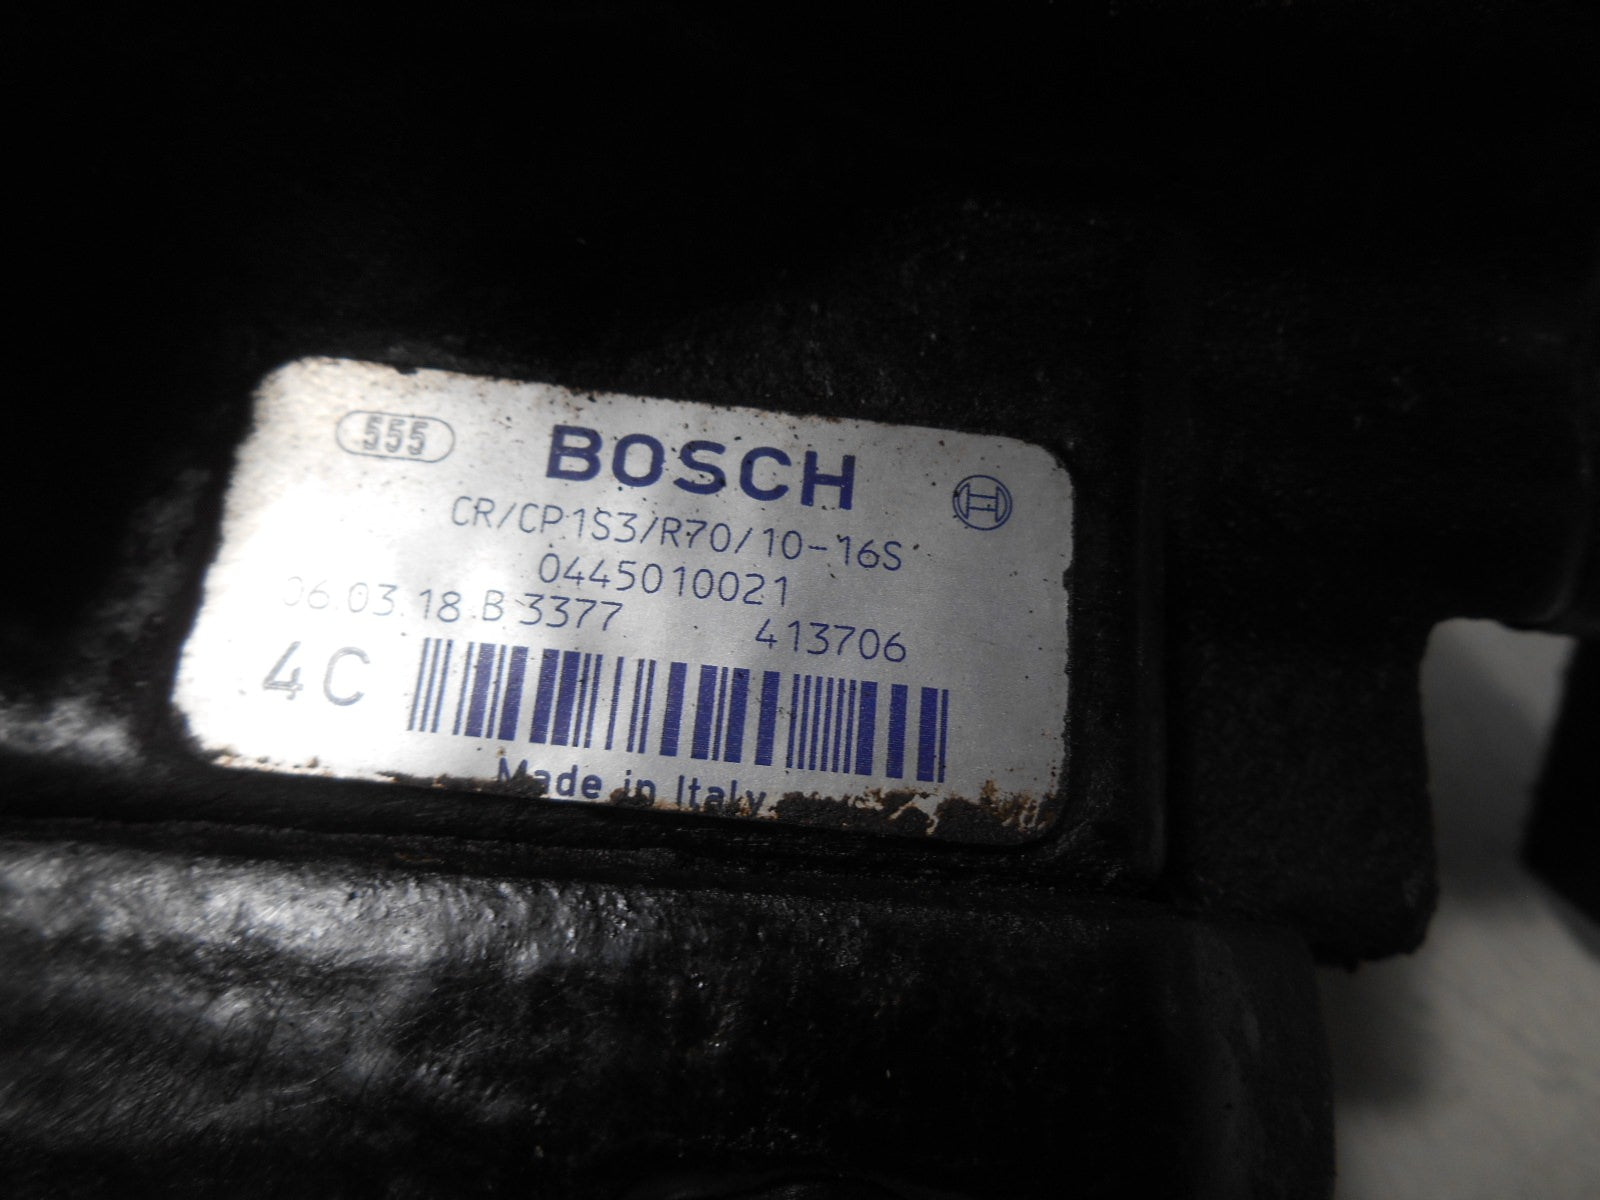 555
BOSCH
CR/CP1S3/R70/10-16S
0445010021
06.03.18.B 3377 413706
4C
Made in Italy